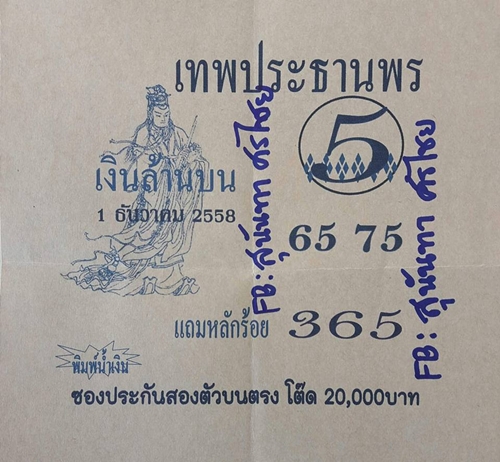 เทพประธานพร
5
เงินล้านบน
1 ธันวาคม 2558
65 75
แถมหลักร้อย 365
พิมพ์น้ำเงิน
ซองประกันสองตัวบนตรง โต๊ด 20,000บาท
FB: สุนันทา ศรีไชย
FB: สุนันทา ศรีไชย